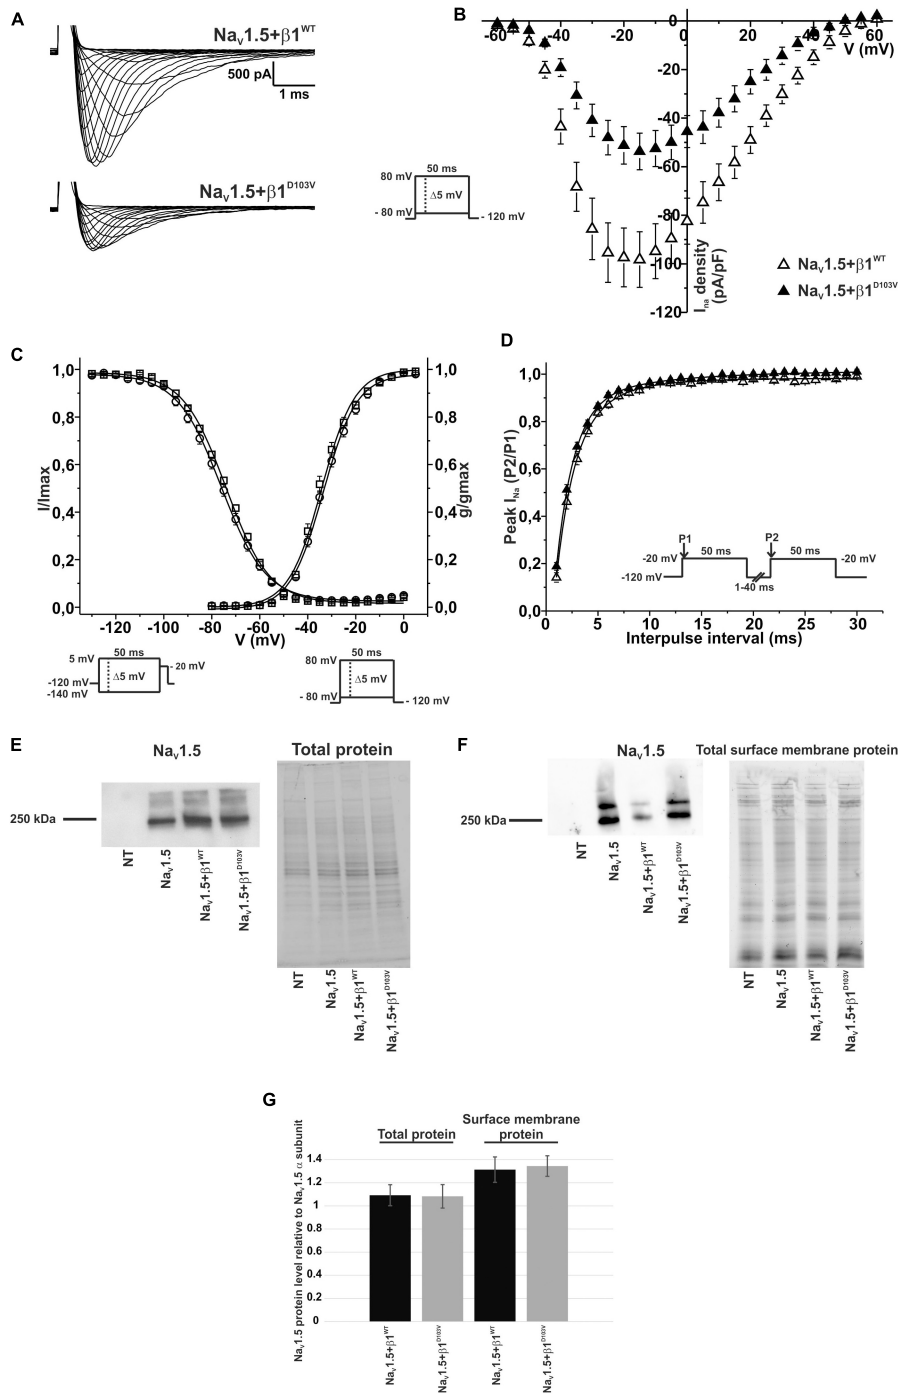 A
Nav1.5+β1WT
500 pA
1 ms
Nav1.5+β1D103V
50 ms
80 mV
Δ5 mV
- 80 mV
- 120 mV
B
-60 -40 -20 0 20 40 60
V (mV)
-20
-40
-60
-80
-100
-120
INa density
(pA/pF)
Nav1.5+β1WT
Nav1.5+β1D103V
C
1,0
0,8
0,6
0,4
0,2
0,0
I/Imax
1,0
0,8
0,6
0,4
0,2
0,0
g/gmax
-120 -100 -80 -60 -40 -20 0
V (mV)
50 ms
5 mV
Δ5 mV
- 20 mV
-120 mV
-140 mV
50 ms
80 mV
Δ5 mV
- 80 mV
- 120 mV
D
1,0
0,8
0,6
0,4
0,2
0,0
Peak INa (P2/P1)
P1
P2
-20 mV
50 ms
50 ms
-20 mV
-120 mV
1-40 ms
0 5 10 15 20 25 30
Interpulse interval (ms)
E
Nav1.5
Total protein
250 kDa
NT
Nav1.5
Nav1.5+β1WT
Nav1.5+β1D103V
NT
Nav1.5
Nav1.5+β1WT
Nav1.5+β1D103V
F
Nav1.5
Total surface membrane protein
250 kDa
NT
Nav1.5
Nav1.5+β1WT
Nav1.5+β1D103V
NT
Nav1.5
Nav1.5+β1WT
Nav1.5+β1D103V
G
Nav1.5 protein level relative to Nav1.5 α subunit
Total protein
Surface membrane
protein
1.4
1.2
1
0.8
0.6
0.4
0.2
0
Nav1.5+β1WT
Nav1.5+β1D103V
Nav1.5+β1WT
Nav1.5+β1D103V